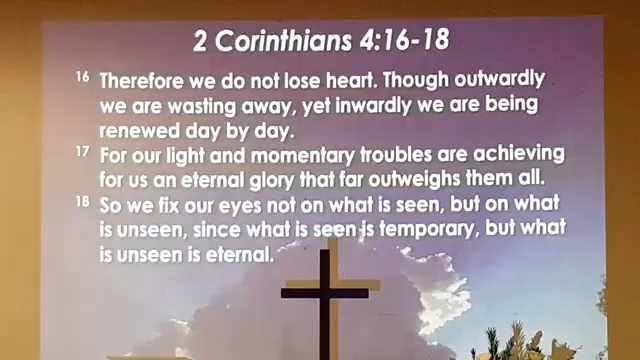 2 Corinthians 4:16-18
16 Therefore we do not lose heart. Though outwardly
we are wasting away, yet inwardly we are being
renewed day by day.
17 For our light and momentary troubles are achieving
for us an eternal glory that far outweighs them all.
18 So we fix our eyes not on what is seen, but on what
is unseen, since what is seen is temporary, but what
is unseen is eternal.